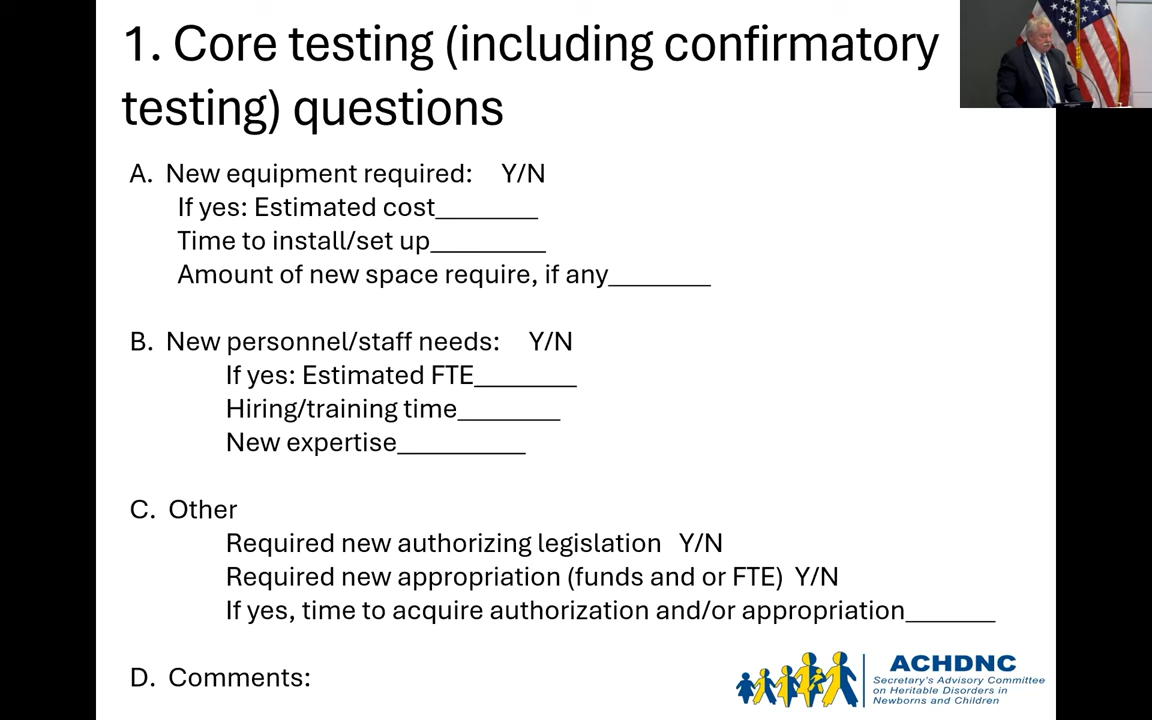 1. Core testing (including confirmatory
testing) questions
A. New equipment required: Y/N
If yes: Estimated cost________
Time to install/set up_________
Amount of new space require, if any________
B. New personnel/staff needs: Y/N
If yes: Estimated FTE________
Hiring/training time________
New expertise__________
C. Other
Required new authorizing legislation Y/N
Required new appropriation (funds and or FTE) Y/N
If yes, time to acquire authorization and/or appropriation_______
D. Comments:
ACHDNC
Secretary's Advisory Committee
on Heritable Disorders in
Newborns and Children